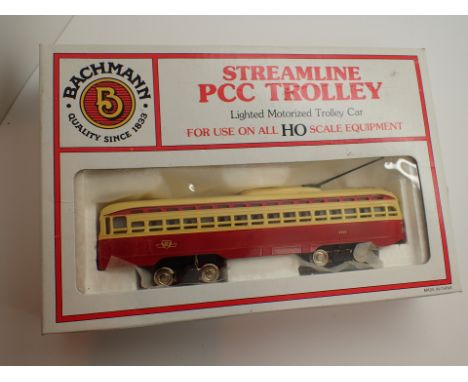 BACHMANN
B
QUALITY SINCE 1833
STREAMLINE
PCC TROLLEY
Lighted Motorized Trolley Car
FOR USE ON ALL HO SCALE EQUIPMENT